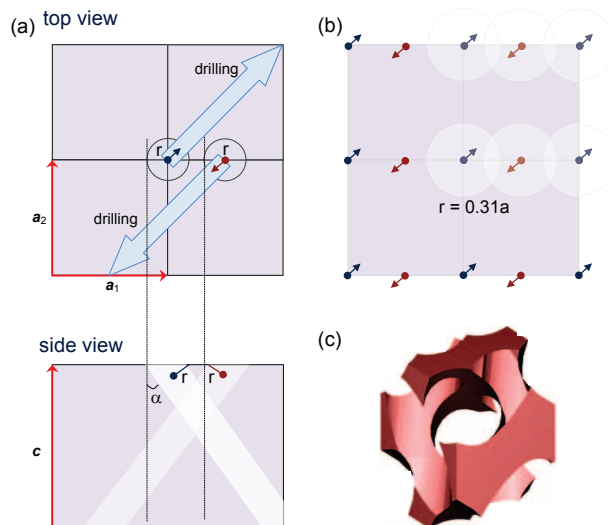 (a)
top view
drilling
r
r
drilling
a2
a1
side view
r
r
α
c
(b)
r = 0.31a
(c)